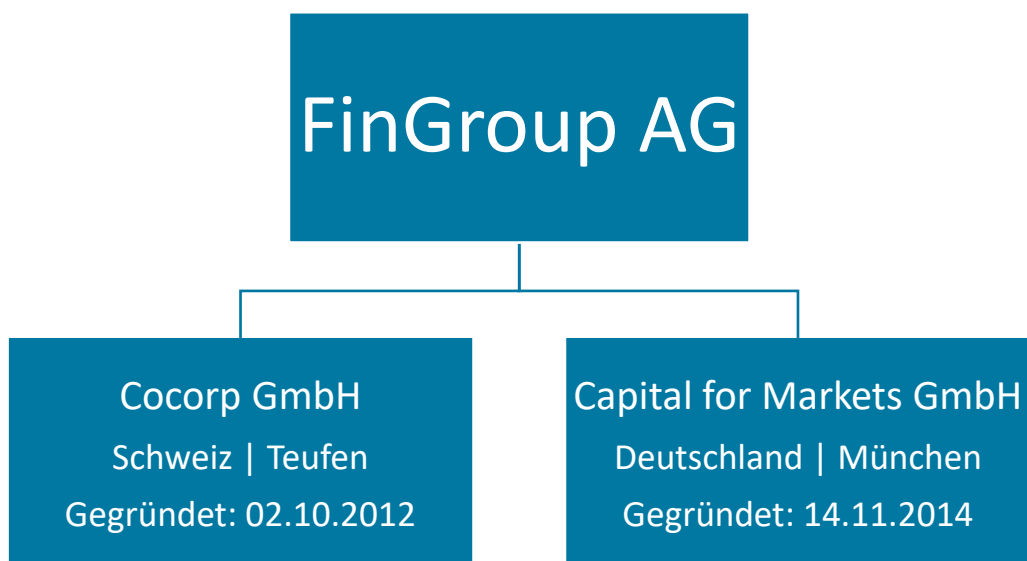 FinGroup AG
Cocorp GmbH
Schweiz | Teufen
Gegründet: 02.10.2012
Capital for Markets GmbH
Deutschland | München
Gegründet: 14.11.2014